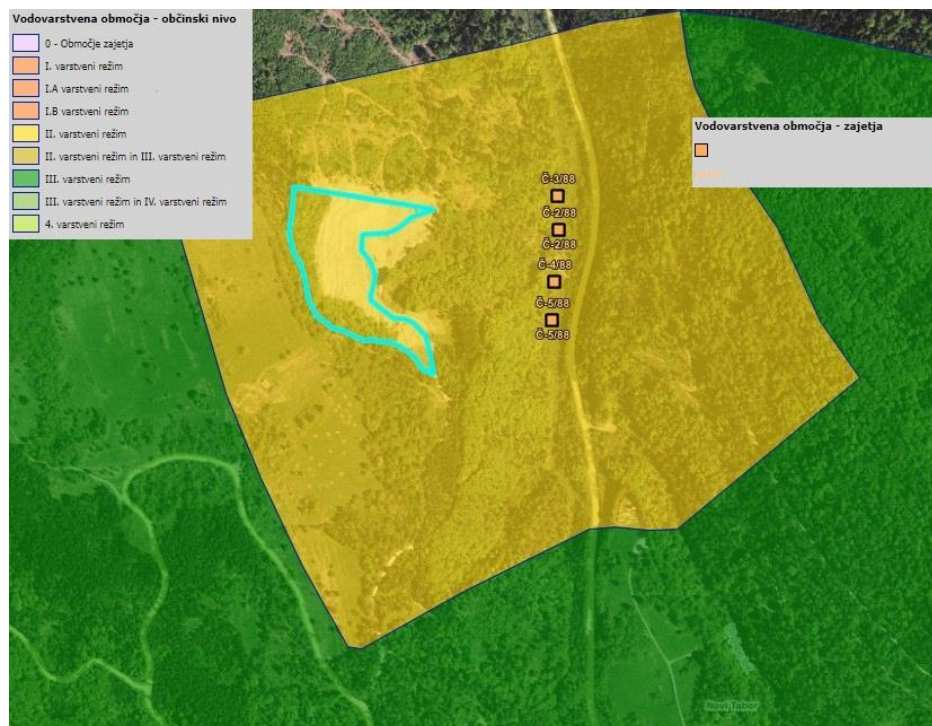 Vodovarstvena območja - občinski nivo
0 - Območje zajetja
I. varstveni režim
I.A varstveni režim
I.B varstveni režim
II. varstveni režim
II. varstveni režim in III. varstveni režim
III. varstveni režim
III. varstveni režim in IV. varstveni režim
4. varstveni režim
Vodovarstvena območja - zajetja
Č-3/88
Č-2/88
Č-2/88
Č-4/88
Č-5/88
Č-5/88
Novi Tabor